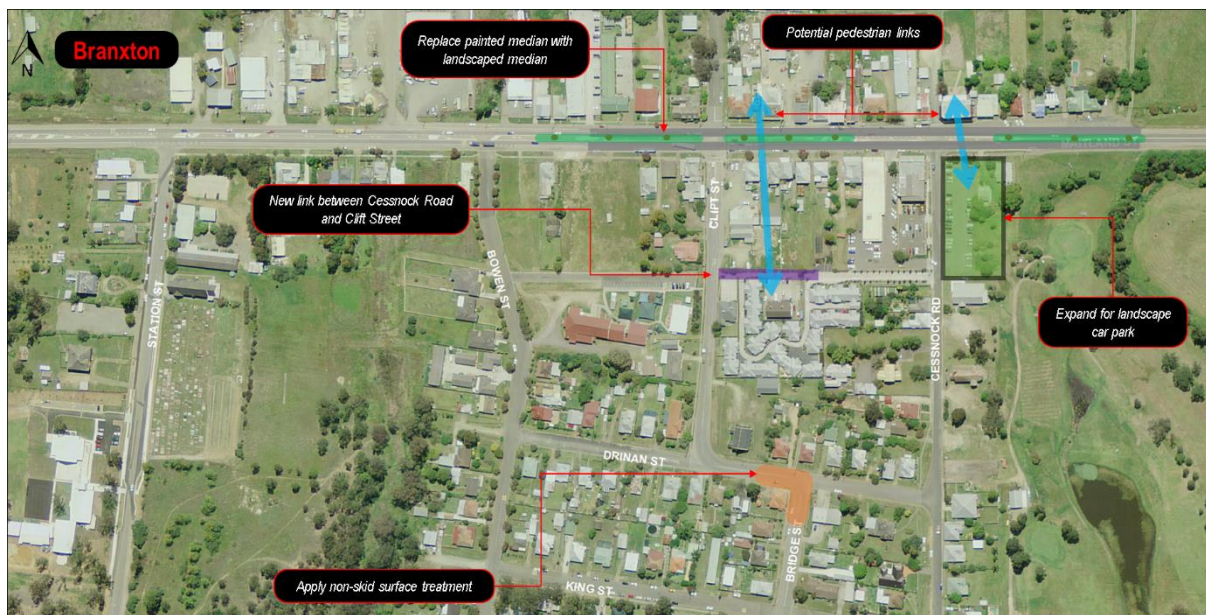 N
Branxton
Replace painted median with
landscaped median
Potential pedestrian links
New link between Cessnock Road
and Clift Street
CLIFT ST
BOWEN ST
STATION ST
CESSNOCK RD
Expand for landscape
car park
DRINAN ST
BRIDGE ST
Apply non-skid surface treatment
KING ST